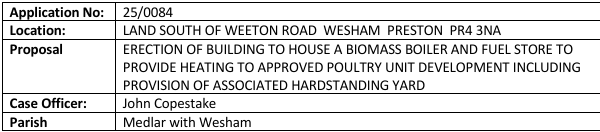 Application No: 25/0084
Location: LAND SOUTH OF WEETON ROAD WESHAM PRESTON PR4 3NA
Proposal ERECTION OF BUILDING TO HOUSE A BIOMASS BOILER AND FUEL STORE TO
PROVIDE HEATING TO APPROVED POULTRY UNIT DEVELOPMENT INCLUDING
PROVISION OF ASSOCIATED HARDSTANDING YARD
Case Officer: John Copestake
Parish Medlar with Wesham